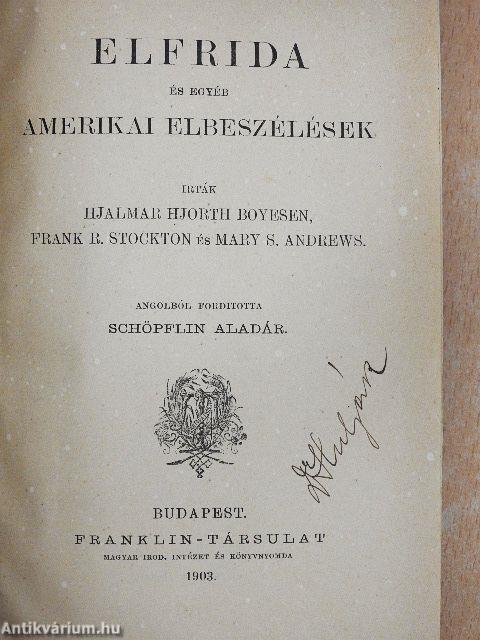 ELFRIDA
ÉS EGYÉB
AMERIKAI ELBESZÉLÉSEK
IRTÁK
HJALMAR HJORTH BOYESEN,
FRANK R. STOCKTON ÉS MARY S. ANDREWS.
ANGOLBÓL FORDITOTTA
SCHÖPFLIN ALADÁR.
Dr
BUDAPEST.
FRANKLIN-TÁRSULAT
MAGYAR IROD. INTÉZET ÉS KÖNYVNYOMDA
1903.
Antikvárium.hu